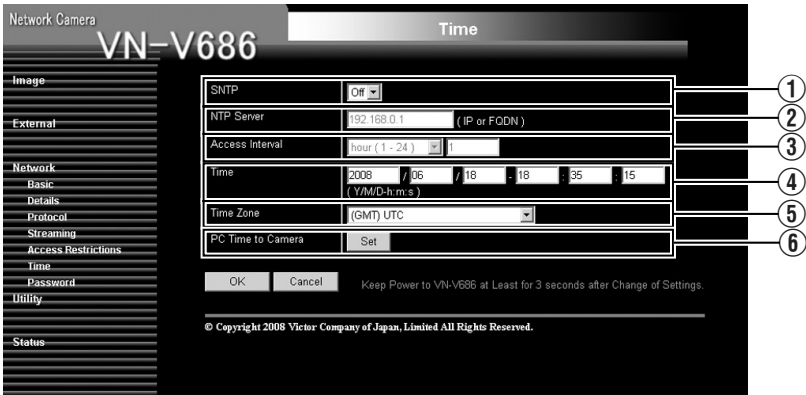 Network Camera
VN-V686
Time
Image
External
Network
Basic
Details
Protocol
Streaming
Access Restrictions
Time
Password
Utility
Status
SNTP Off ①
NTP Server 192.168.0.1 ( IP or FQDN ) ②
Access Interval hour ( 1 - 24 ) 1 ③
Time 2008 / 06 / 18 - 18 : 35 : 15 ④
( Y/M/D-h:m:s )
Time Zone (GMT) UTC ⑤
PC Time to Camera Set ⑥
OK Cancel Keep Power to VN-V686 at Least for 3 seconds after Change of Settings.
© Copyright 2008 Victor Company of Japan, Limited All Rights Reserved.